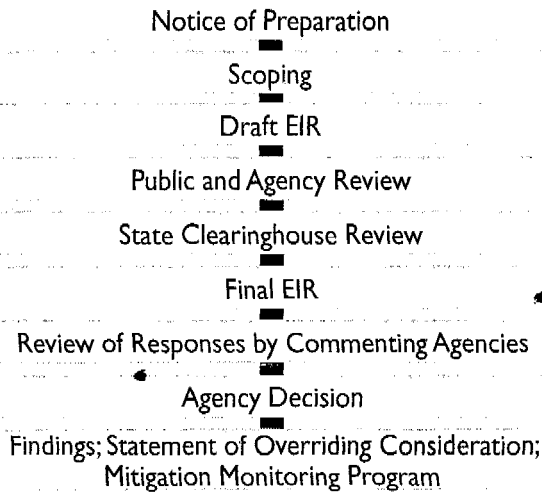 Notice of Preparation
Scoping
Draft EIR
Public and Agency Review
State Clearinghouse Review
Final EIR
Review of Responses by Commenting Agencies
Agency Decision
Findings; Statement of Overriding Consideration;
Mitigation Monitoring Program